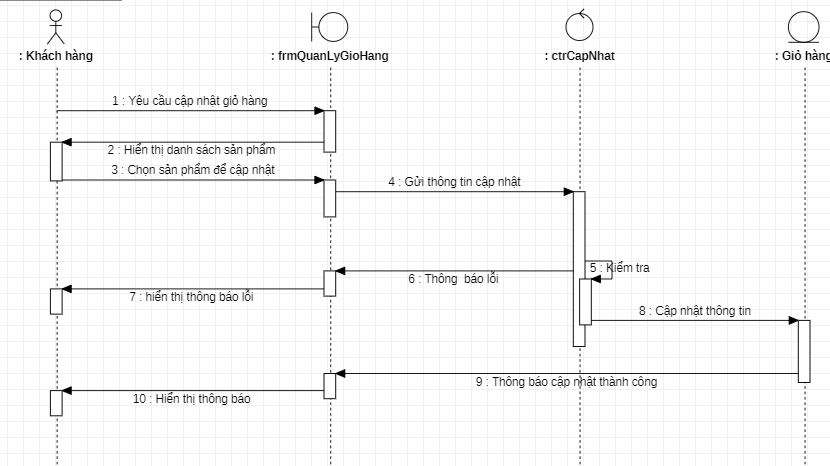 : Khách hàng
: frmQuanLyGioHang
: ctrCapNhat
: Giỏ hàng
1 : Yêu cầu cập nhật giỏ hàng
2 : Hiển thị danh sách sản phẩm
3 : Chọn sản phẩm để cập nhật
4 : Gửi thông tin cập nhật
5 : Kiểm tra
6 : Thông  báo lỗi
7 : hiển thị thông báo lỗi
8 : Cập nhật thông tin
9 : Thông báo cập nhật thành công
10 : Hiển thị thông báo